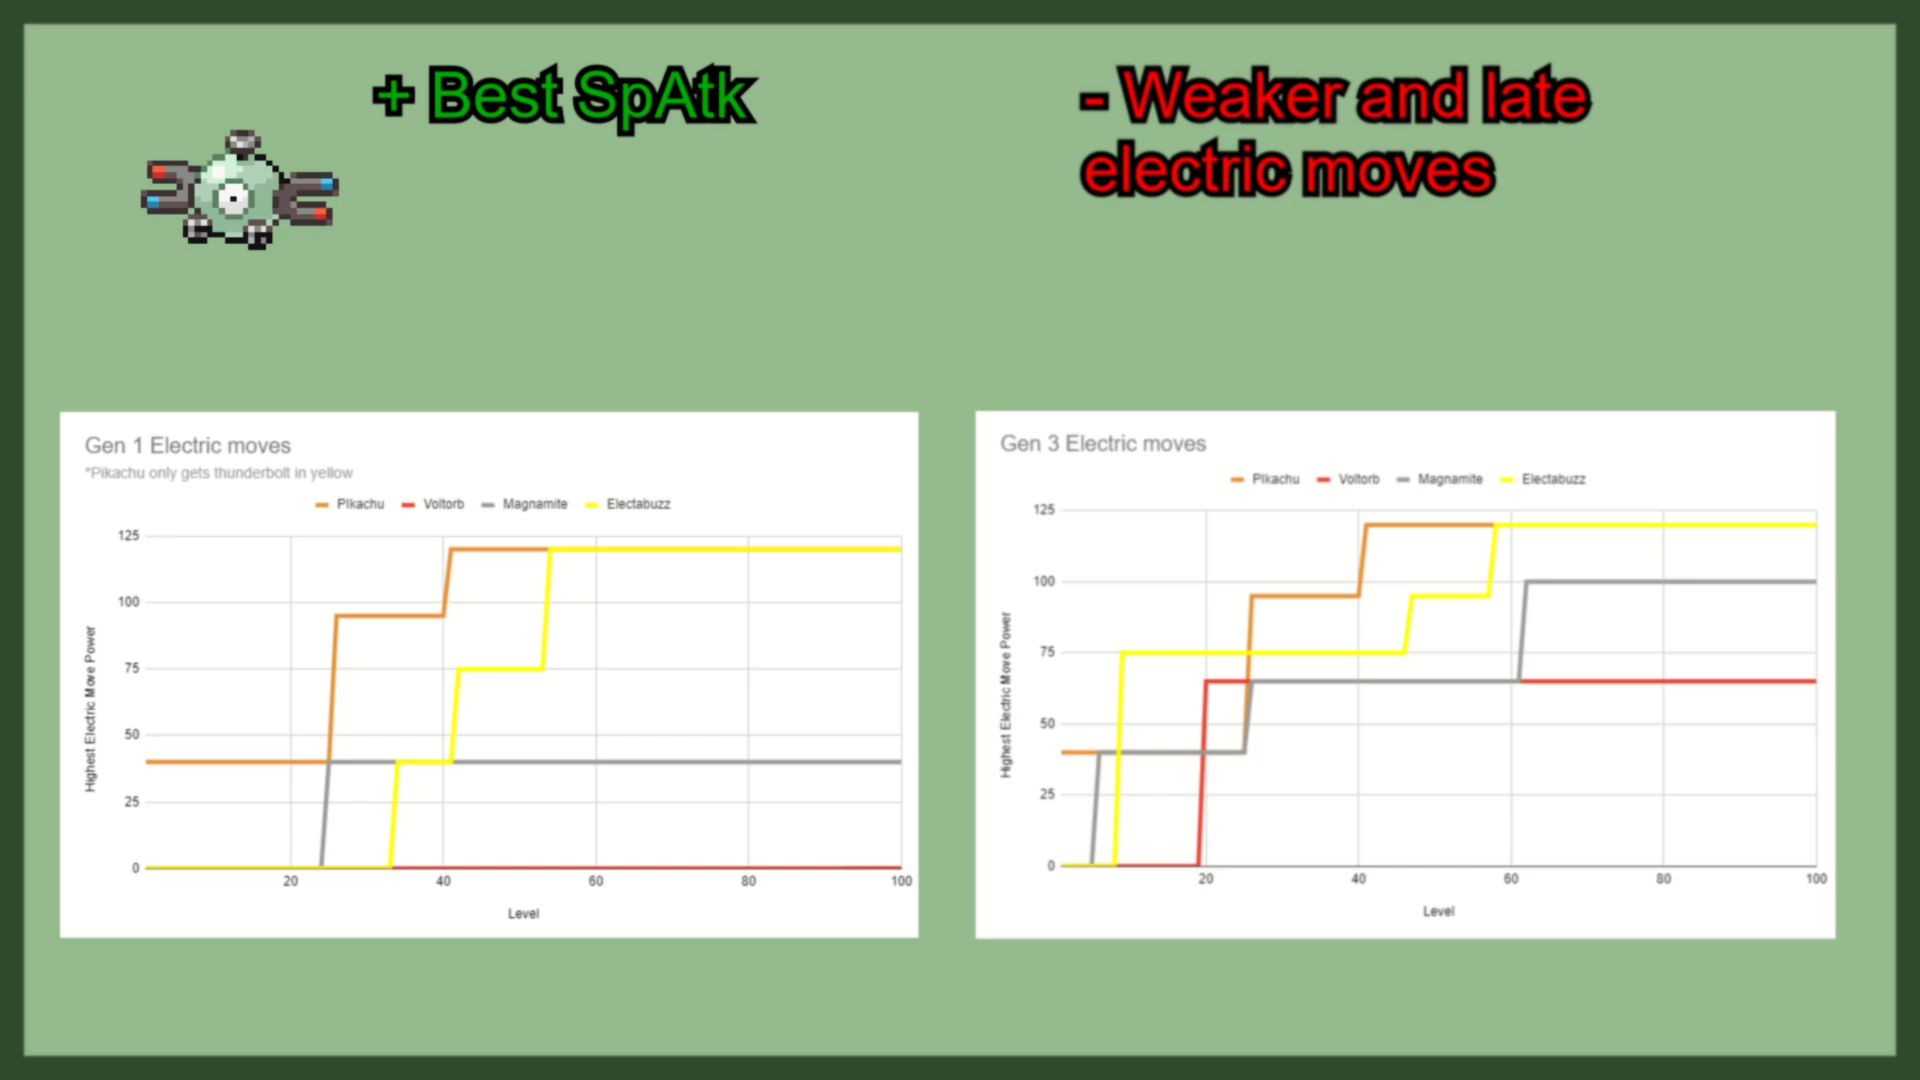 + Best SpAtk
- Weaker and late
electric moves
Gen 1 Electric moves
*Pikachu only gets thunderbolt in yellow
Pikachu Voltorb Magnamite Electabuzz
Highest Electric Move Power
125
100
75
50
25
0
20 40 60 80 100
Level
Gen 3 Electric moves
Pikachu Voltorb Magnamite Electabuzz
Highest Electric Move Power
125
100
75
50
25
0
20 40 60 80 100
Level